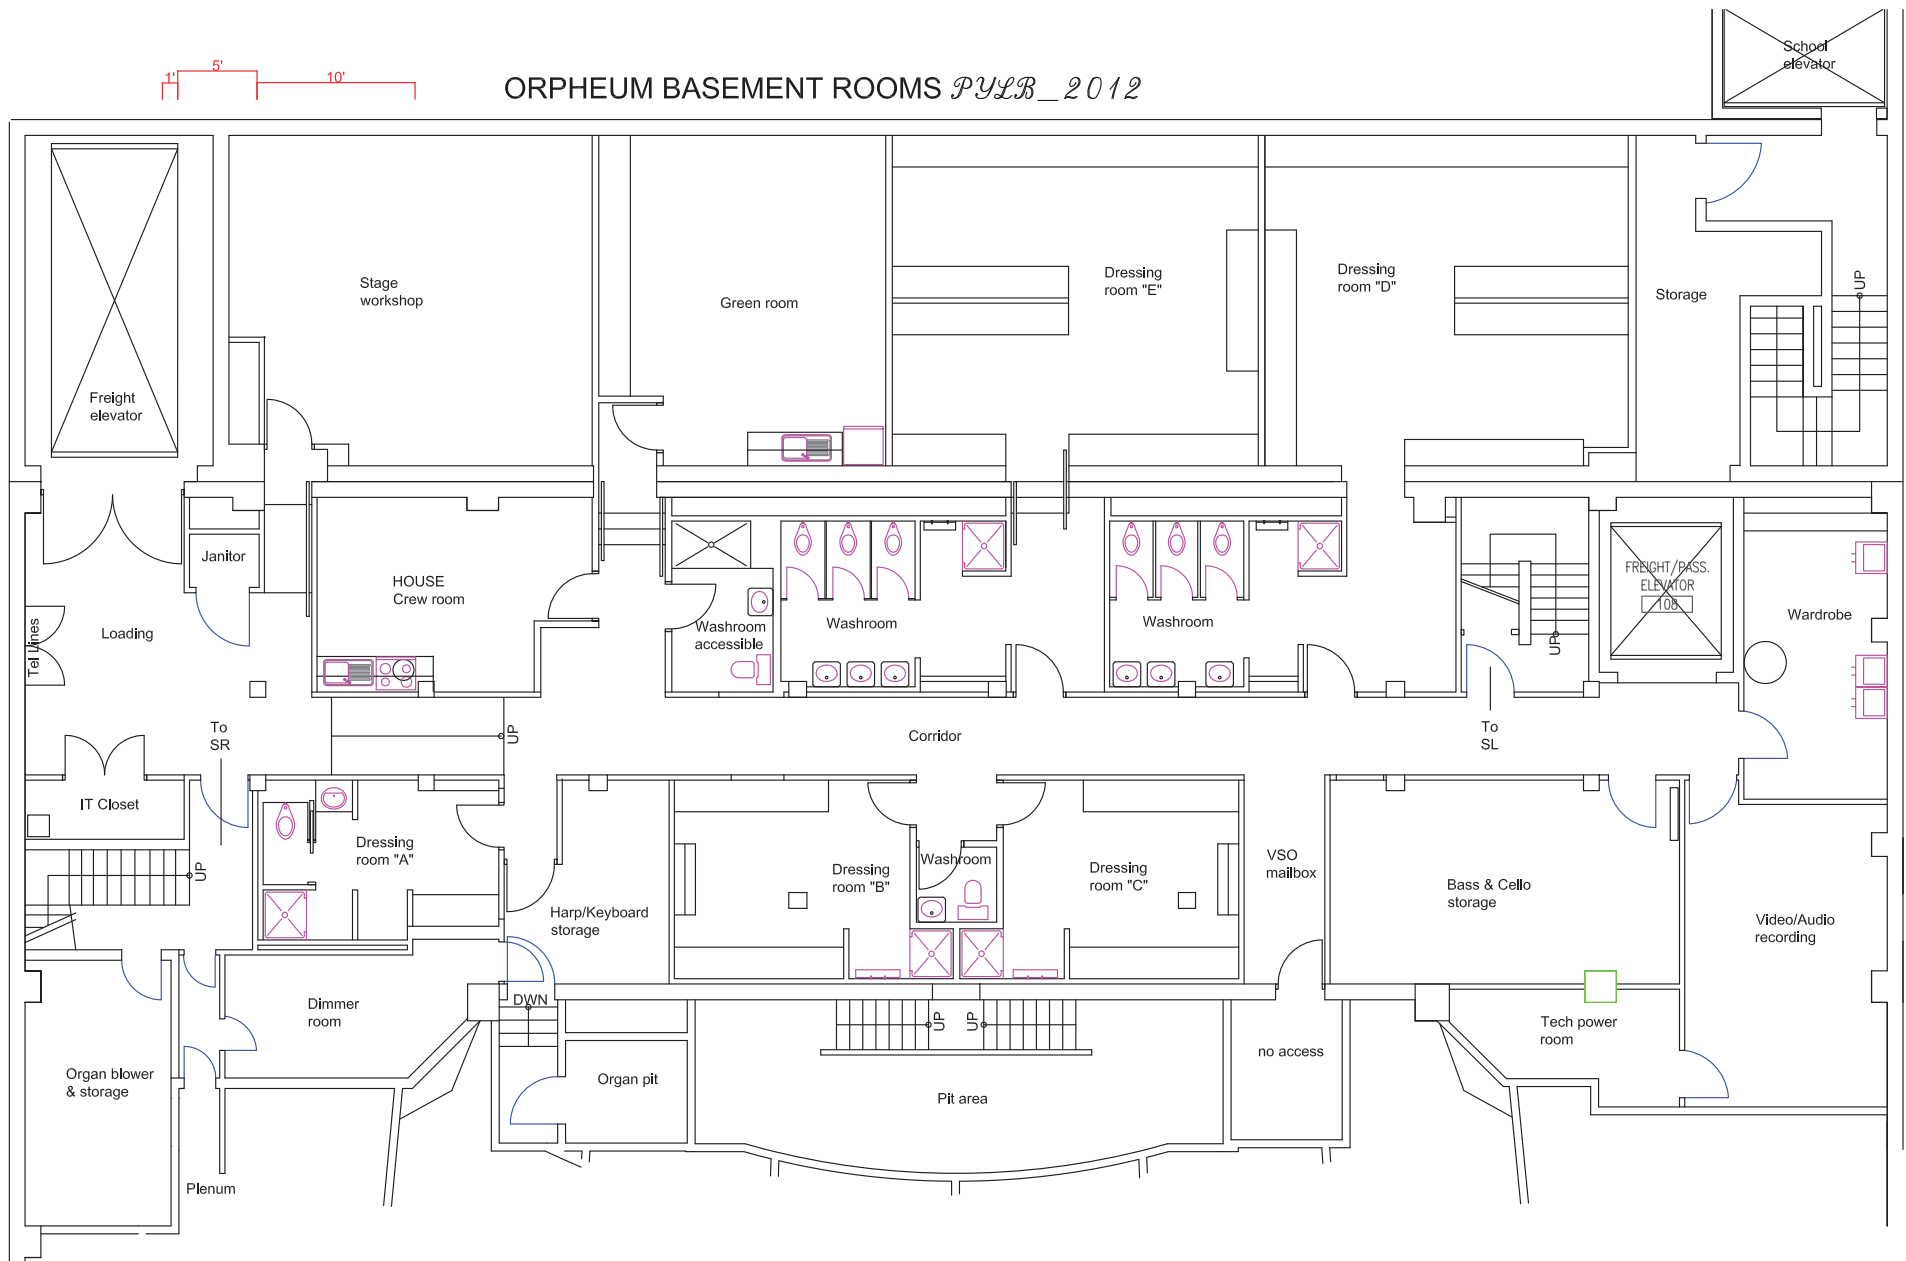 School
elevator
1'
5'
10'
ORPHEUM BASEMENT ROOMS PYLB_2012
Stage
workshop
Green room
Dressing
room "E"
Dressing
room "D"
Storage
UP
Freight
elevator
Janitor
HOUSE
Crew room
Washroom
accessible
Washroom
Washroom
UP
FREIGHT/PASS.
ELEVATOR
108
Wardrobe
Loading
Tel Lines
To
SR
UP
Corridor
To
SL
IT Closet
UP
Dressing
room "A"
Harp/Keyboard
storage
Dressing
room "B"
Washroom
Dressing
room "C"
VSO
mailbox
Bass & Cello
storage
Video/Audio
recording
Dimmer
room
DWN
UP
UP
Tech power
room
no access
Organ blower
& storage
Organ pit
Pit area
Plenum